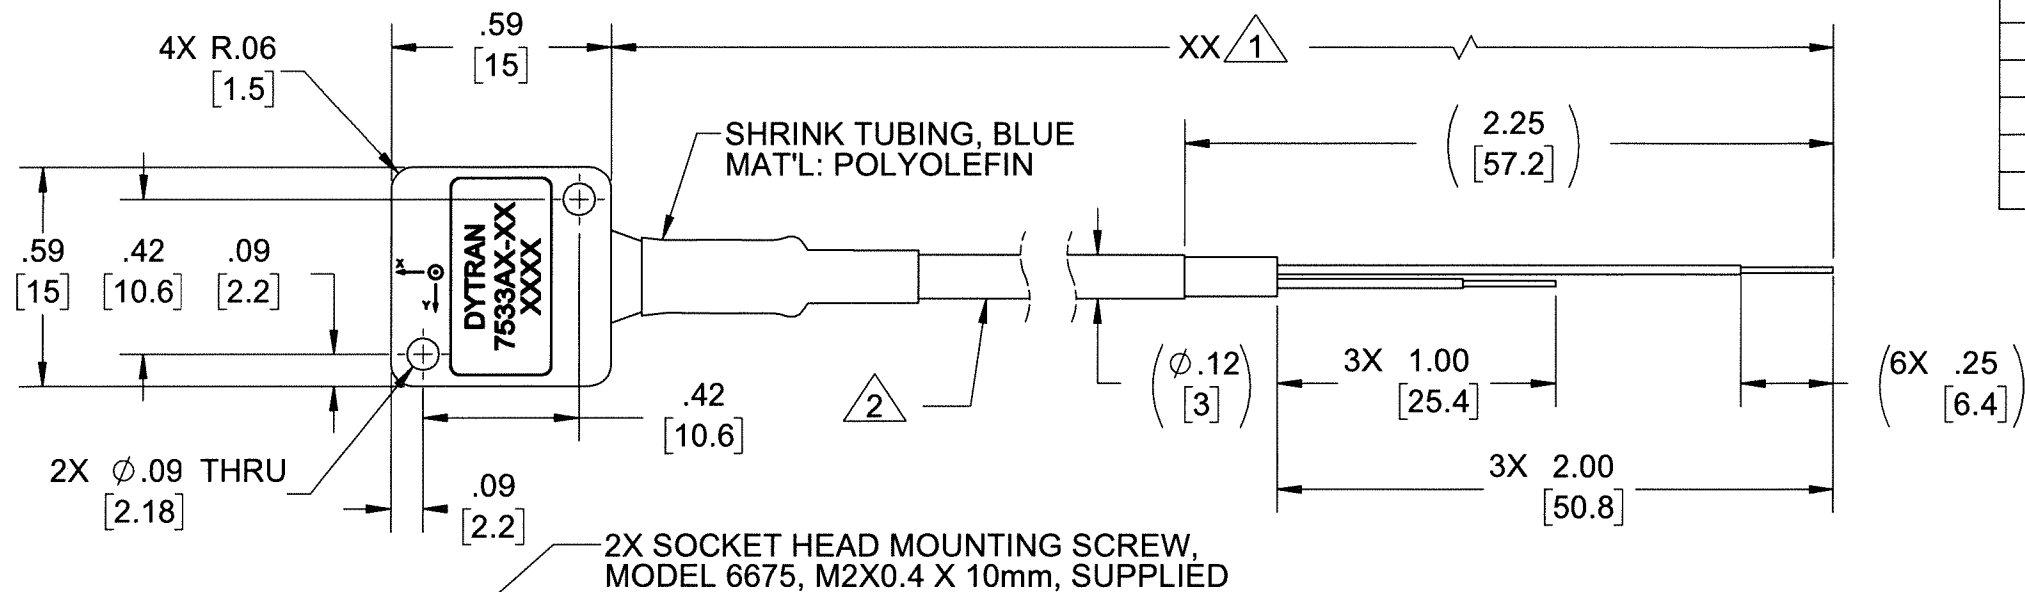 4X R.06
[1.5]
.59
[15]
XX 1
2.25
[57.2]
SHRINK TUBING, BLUE
MAT'L: POLYOLEFIN
.59
[15]
.42
[10.6]
.09
[2.2]
X
Y
DYTRAN
7533AX-XX
XXXX
2
(∅.12
[3])
3X 1.00
[25.4]
(6X .25
[6.4])
.42
[10.6]
2X ∅.09 THRU
[2.18]
.09
[2.2]
3X 2.00
[50.8]
2X SOCKET HEAD MOUNTING SCREW,
MODEL 6675, M2X0.4 X 10mm, SUPPLIED